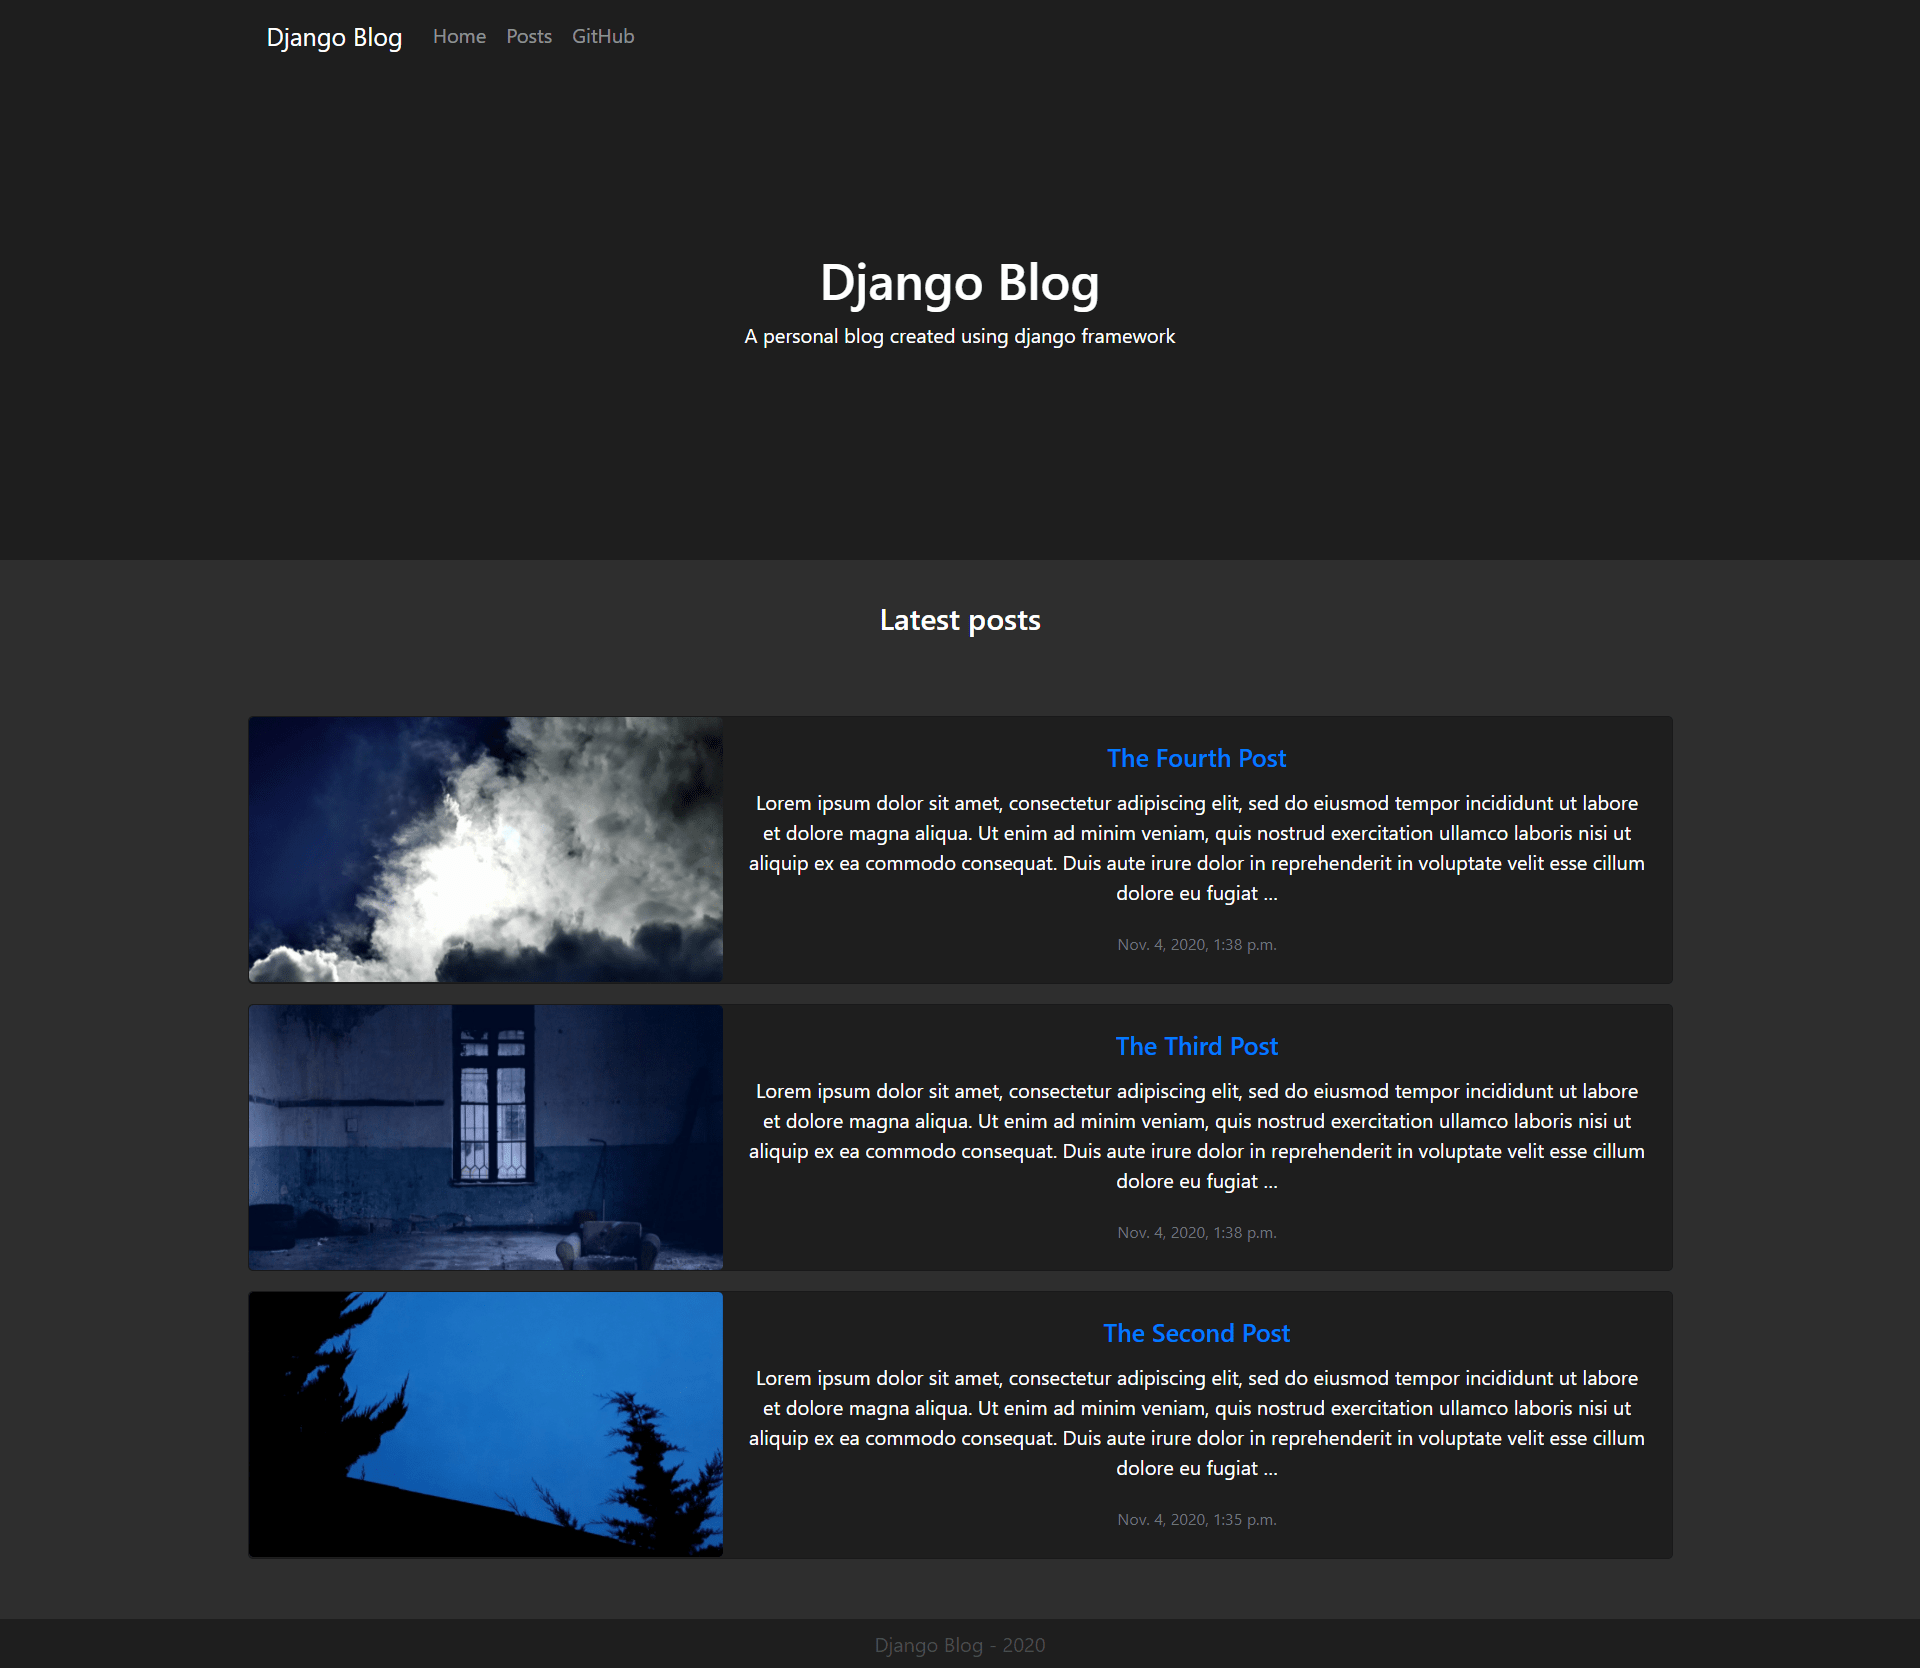 Django Blog Home Posts GitHub
Django Blog
A personal blog created using django framework
Latest posts
The Fourth Post
Lorem ipsum dolor sit amet, consectetur adipiscing elit, sed do eiusmod tempor incididunt ut labore
et dolore magna aliqua. Ut enim ad minim veniam, quis nostrud exercitation ullamco laboris nisi ut
aliquip ex ea commodo consequat. Duis aute irure dolor in reprehenderit in voluptate velit esse cillum
dolore eu fugiat ...
Nov. 4, 2020, 1:38 p.m.
The Third Post
Lorem ipsum dolor sit amet, consectetur adipiscing elit, sed do eiusmod tempor incididunt ut labore
et dolore magna aliqua. Ut enim ad minim veniam, quis nostrud exercitation ullamco laboris nisi ut
aliquip ex ea commodo consequat. Duis aute irure dolor in reprehenderit in voluptate velit esse cillum
dolore eu fugiat ...
Nov. 4, 2020, 1:38 p.m.
The Second Post
Lorem ipsum dolor sit amet, consectetur adipiscing elit, sed do eiusmod tempor incididunt ut labore
et dolore magna aliqua. Ut enim ad minim veniam, quis nostrud exercitation ullamco laboris nisi ut
aliquip ex ea commodo consequat. Duis aute irure dolor in reprehenderit in voluptate velit esse cillum
dolore eu fugiat ...
Nov. 4, 2020, 1:35 p.m.
Django Blog - 2020